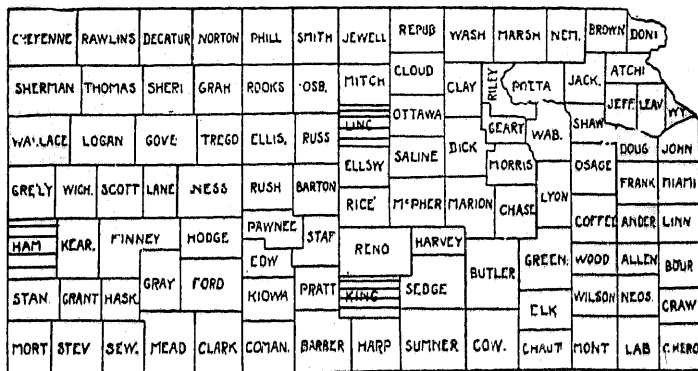 CHEYENNE RAWLINS DECATUR NORTON PHILL SMITH JEWELL REPUB WASH MARSH NEM. BROWN DONI
SHERMAN THOMAS SHERI GRAH ROOKS OSB. MITCH CLOUD CLAY RILEY POTTA JACK. ATCHI
JEFF. LEAV WY.
WALLACE LOGAN GOVE TREGO ELLIS. RUSS LINC OTTAWA DICK GEARY WAB. SHAW DOUG JOHN
ELLSW SALINE MORRIS OSAGE
GRE'LY WICH. SCOTT LANE NESS RUSH BARTON RICE McPHER MARION CHASE LYON FRANK MIAMI
HAM KEAR. FINNEY HODGE PAWNEE STAF COFFEE ANDER LINN
EDW RENO HARVEY
GRAY FORD BUTLER GREEN. WOOD ALLEN BOUR
STAN. GRANT HASK. KIOWA PRATT KING SEDGE ELK WILSON NEOS. CRAW
MORT STEV SEW. MEAD CLARK COMAN. BARBER HARP SUMNER COW. CHAUT MONT LAB CHERO